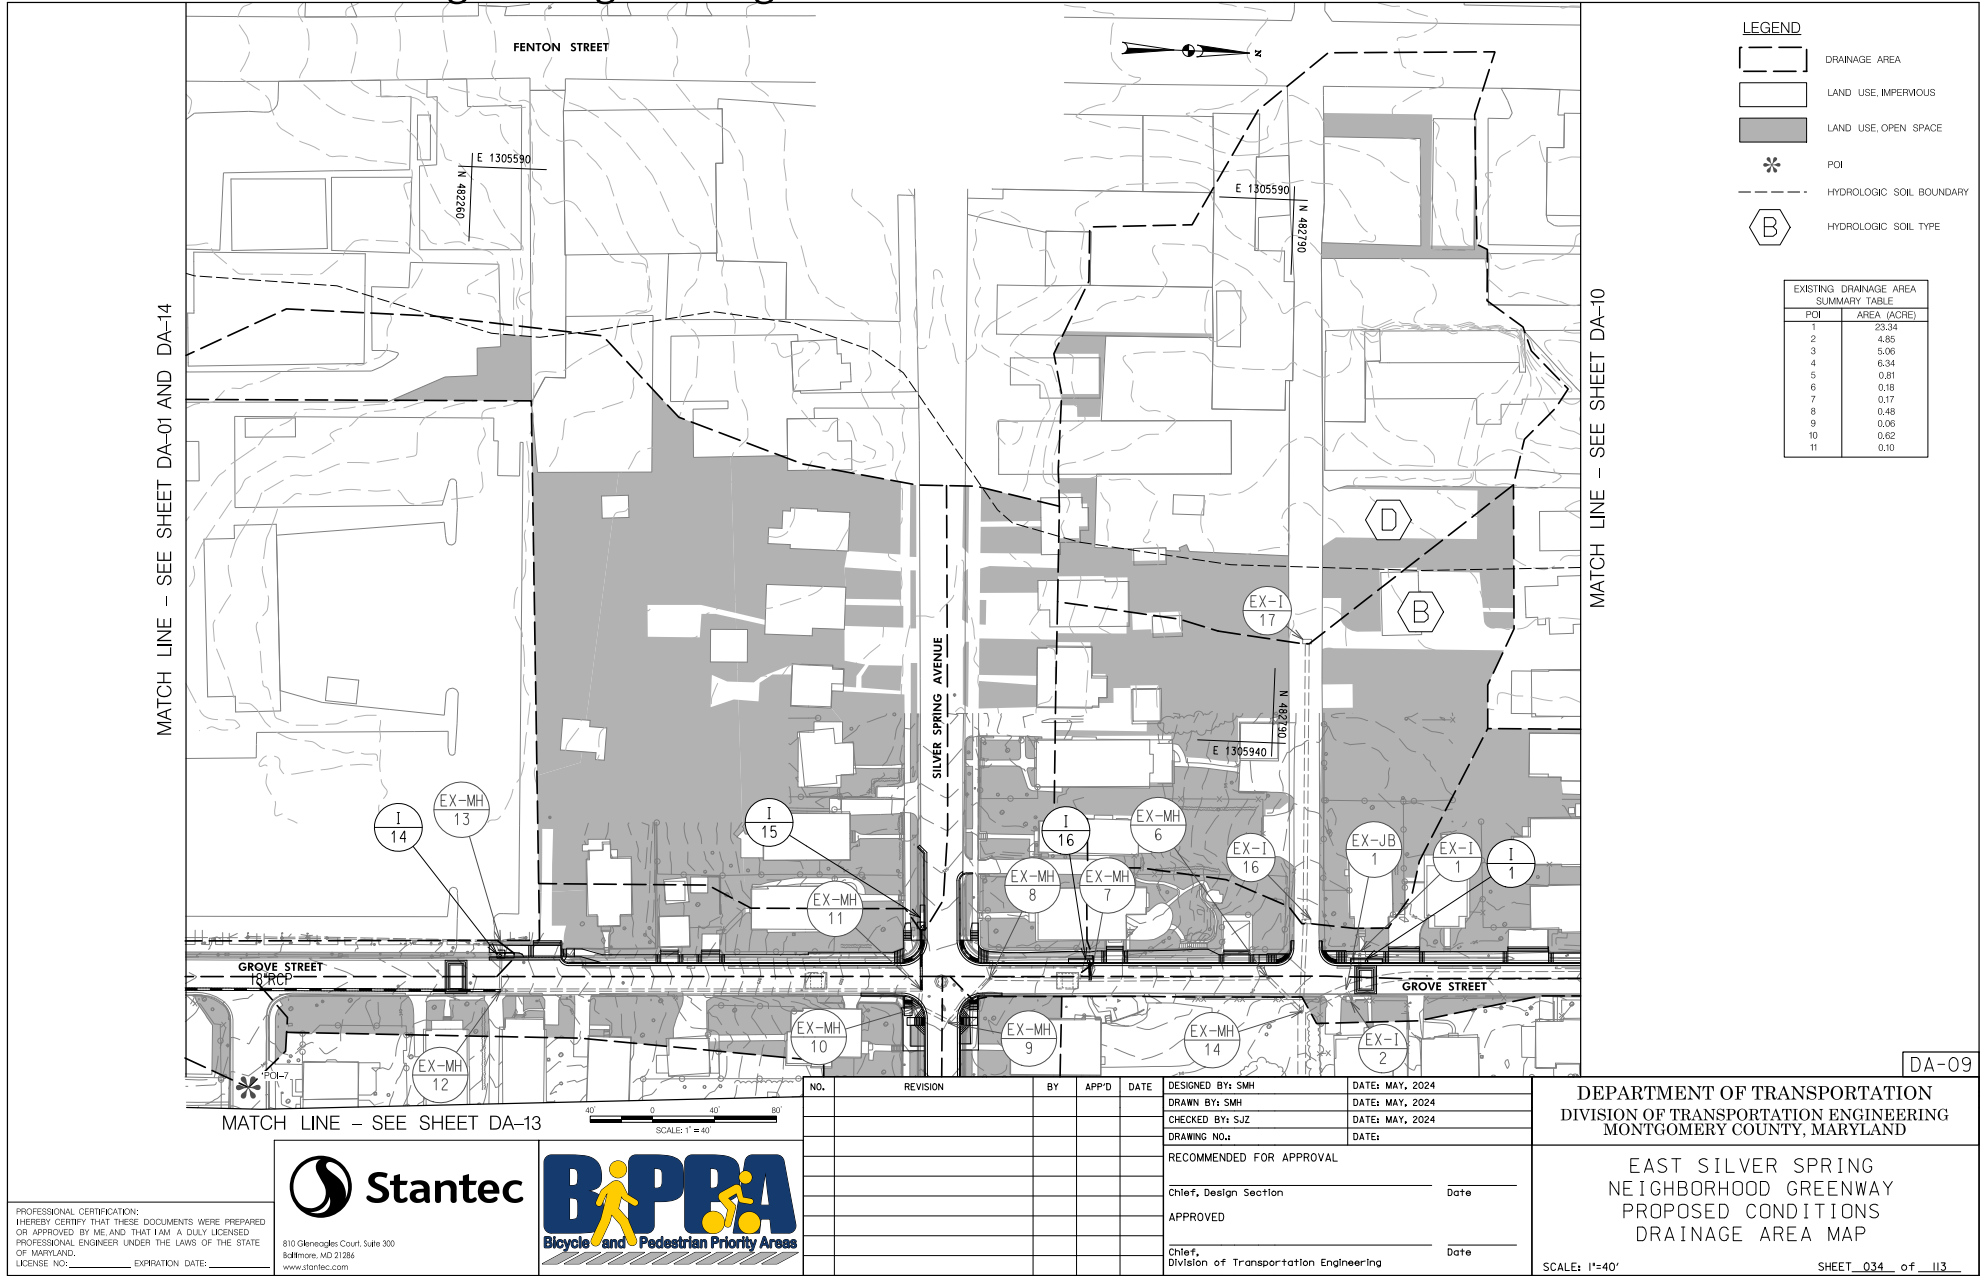 FENTON STREET
N
E 1305590
N 482260
E 1305590
N 482790
MATCH LINE - SEE SHEET DA-01 AND DA-14
MATCH LINE - SEE SHEET DA-10
LEGEND
DRAINAGE AREA
LAND USE, IMPERVIOUS
LAND USE, OPEN SPACE
POI
HYDROLOGIC SOIL BOUNDARY
B
HYDROLOGIC SOIL TYPE
EXISTING DRAINAGE AREA
SUMMARY TABLE
POI AREA (ACRE)
1 23.34
2 4.85
3 5.06
4 6.34
5 0.81
6 0.18
7 0.17
8 0.48
9 0.06
10 0.62
11 0.10
D
B
EX-I
17
SILVER SPRING AVENUE
N 482790
E 1305940
EX-MH
13
I
14
I
15
I
16
EX-MH
6
EX-I
16
EX-JB
1
EX-I
1
I
1
EX-MH
11
EX-MH
8
EX-MH
7
GROVE STREET
18"RCP
GROVE STREET
EX-MH
12
EX-MH
10
EX-MH
9
EX-MH
14
EX-I
2
POI-7
DA-09
MATCH LINE - SEE SHEET DA-13
40' 0 40' 80'
SCALE: 1" = 40'
Stantec
810 Gleneagles Court, Suite 300
Baltimore, MD 21286
www.stantec.com
BiPPA
Bicycle and Pedestrian Priority Areas
PROFESSIONAL CERTIFICATION:
I HEREBY CERTIFY THAT THESE DOCUMENTS WERE PREPARED
OR APPROVED BY ME, AND THAT I AM A DULY LICENSED
PROFESSIONAL ENGINEER UNDER THE LAWS OF THE STATE
OF MARYLAND.
LICENSE NO: EXPIRATION DATE:
NO. REVISION BY APP'D DATE
DESIGNED BY: SMH DATE: MAY, 2024
DRAWN BY: SMH DATE: MAY, 2024
CHECKED BY: SJZ DATE: MAY, 2024
DRAWING NO.: DATE:
RECOMMENDED FOR APPROVAL
Chief, Design Section Date
APPROVED
Chief, Date
Division of Transportation Engineering
DEPARTMENT OF TRANSPORTATION
DIVISION OF TRANSPORTATION ENGINEERING
MONTGOMERY COUNTY, MARYLAND
EAST SILVER SPRING
NEIGHBORHOOD GREENWAY
PROPOSED CONDITIONS
DRAINAGE AREA MAP
SCALE: 1"=40' SHEET 034 of 113